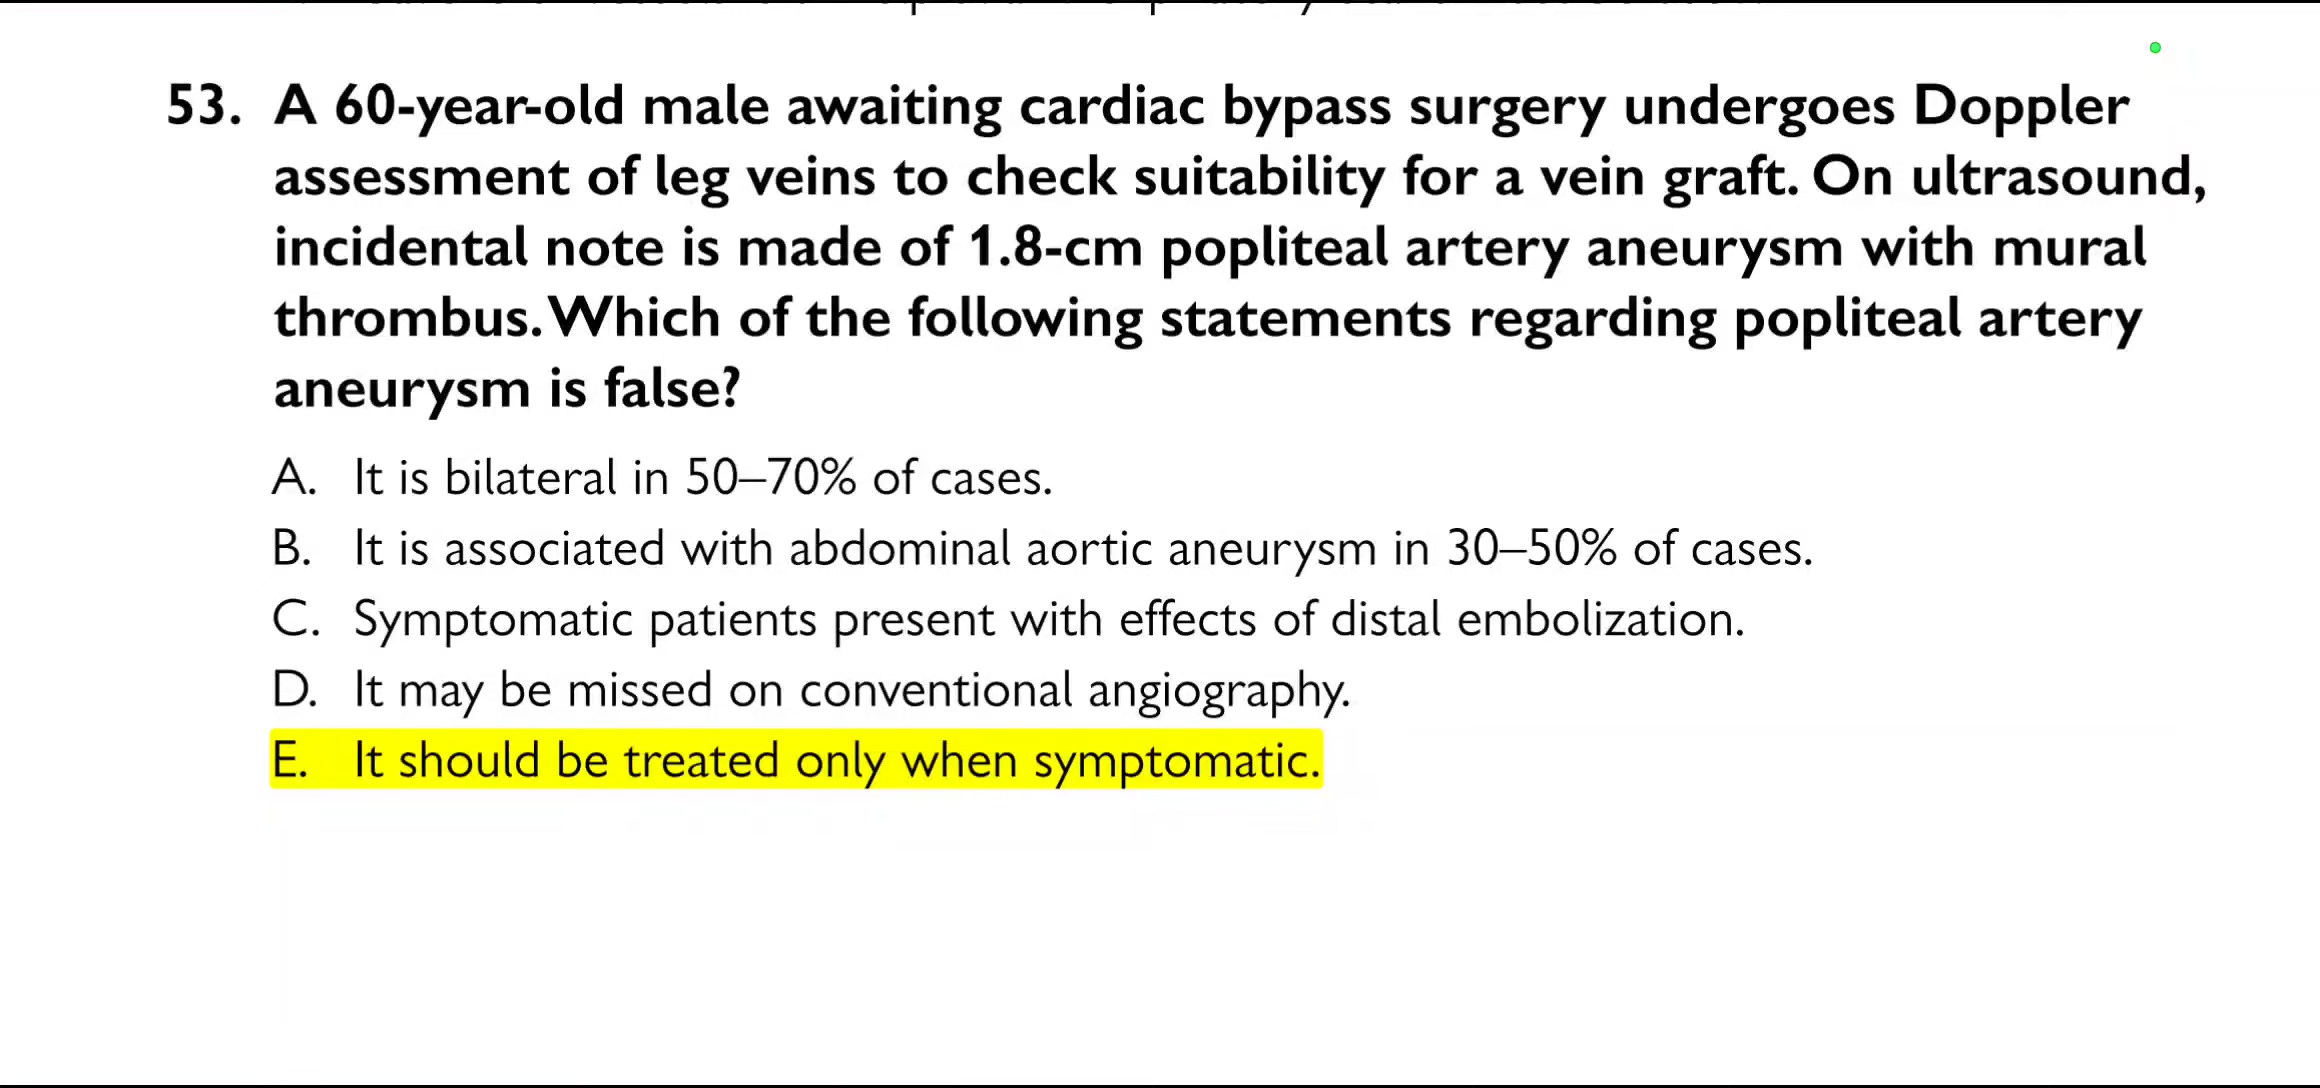 53. A 60-year-old male awaiting cardiac bypass surgery undergoes Doppler
assessment of leg veins to check suitability for a vein graft. On ultrasound,
incidental note is made of 1.8-cm popliteal artery aneurysm with mural
thrombus. Which of the following statements regarding popliteal artery
aneurysm is false?
A. It is bilateral in 50–70% of cases.
B. It is associated with abdominal aortic aneurysm in 30–50% of cases.
C. Symptomatic patients present with effects of distal embolization.
D. It may be missed on conventional angiography.
E. It should be treated only when symptomatic.